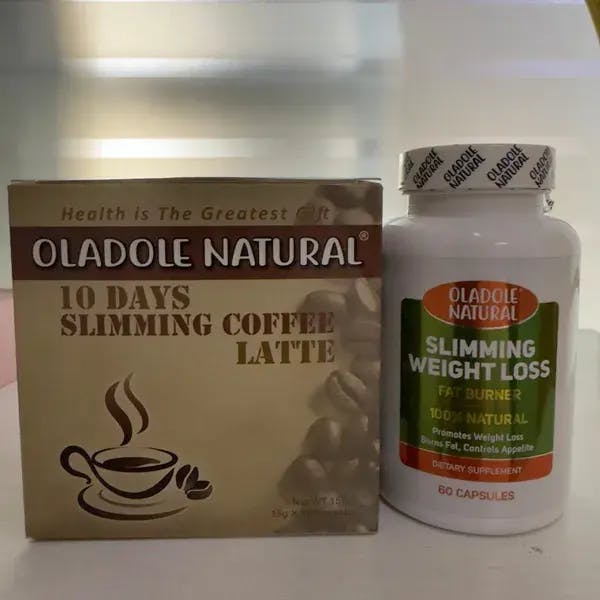 Health is The Greatest Gift
OLADOLE NATURAL®
10 DAYS
SLIMMING COFFEE
LATTE
OLADOLE NATURAL
OLADOLE NATURAL
OLADOLE NATURAL
OLADOLE®
NATURAL
SLIMMING
WEIGHT LOSS
FAT BURNER
100% NATURAL
Promotes Weight Loss
Burns Fat, Controls Appetite
DIETARY SUPPLEMENT
60 CAPSULES